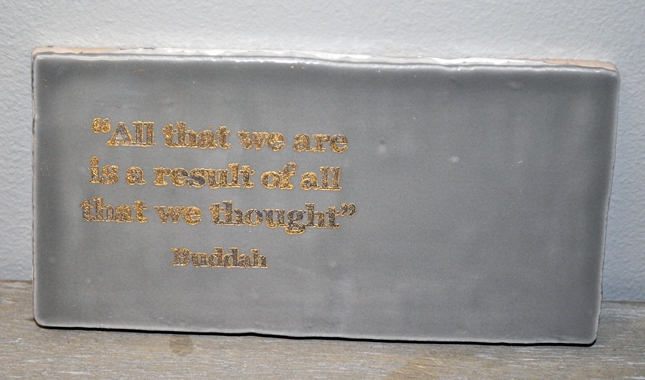 “All that we are
is a result of all
that we thought”
Buddah